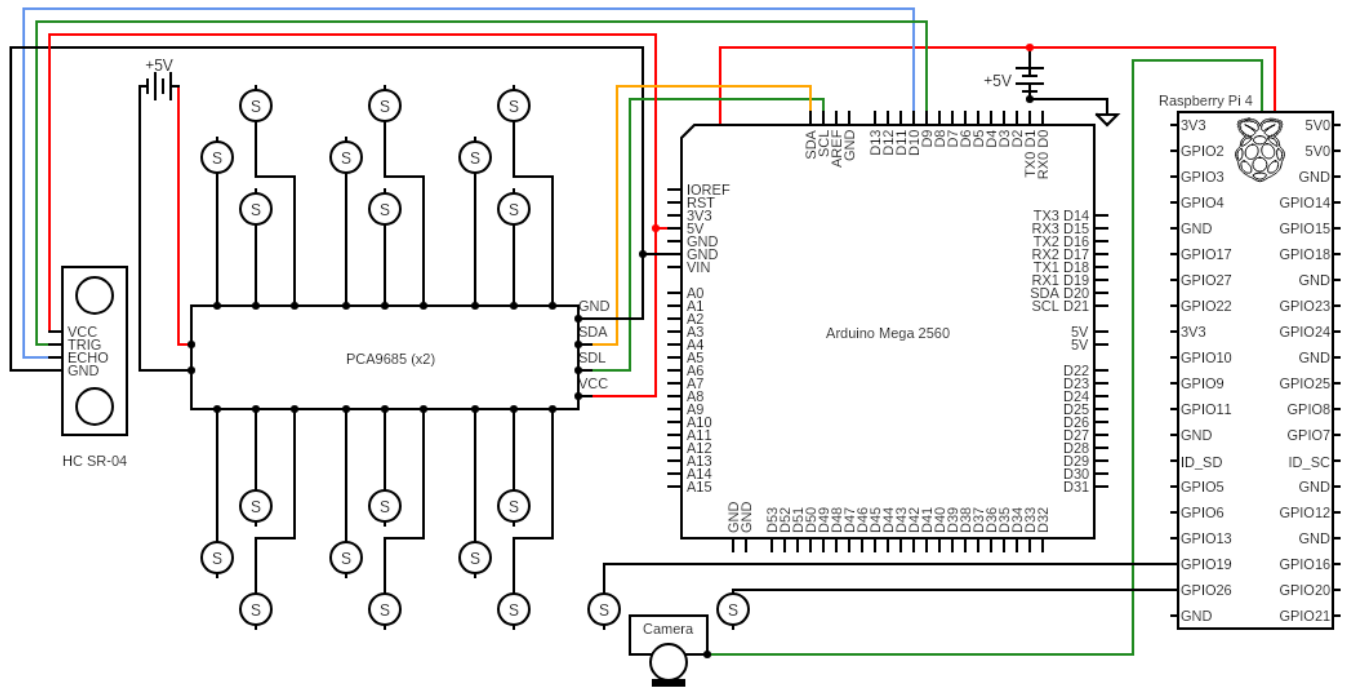 +5V
S
S
S
S
S
S
S
S
S
VCC
TRIG
ECHO
GND
HC SR-04
PCA9685 (x2)
GND
SDA
SDL
VCC
S
S
S
S
S
S
S
S
S
SDA
SCL
AREF
GND
D13
D12
D11
D10
D9
D8
D7
D6
D5
D4
D3
D2
TX0 D1
RX0 D0
+5V
IOREF
RST
3V3
5V
GND
GND
VIN
A0
A1
A2
A3
A4
A5
A6
A7
A8
A9
A10
A11
A12
A13
A14
A15
Arduino Mega 2560
TX3 D14
RX3 D15
TX2 D16
RX2 D17
TX1 D18
RX1 D19
SDA D20
SCL D21
5V
5V
D22
D23
D24
D25
D26
D27
D28
D29
D30
D31
GND
GND
D53
D52
D51
D50
D49
D48
D47
D46
D45
D44
D43
D42
D41
D40
D39
D38
D37
D36
D35
D34
D33
D32
Raspberry Pi 4
3V3
GPIO2
GPIO3
GPIO4
GND
GPIO17
GPIO27
GPIO22
3V3
GPIO10
GPIO9
GPIO11
GND
ID_SD
GPIO5
GPIO6
GPIO13
GPIO19
GPIO26
GND
5V0
5V0
GND
GPIO14
GPIO15
GPIO18
GND
GPIO23
GPIO24
GND
GPIO25
GPIO8
GPIO7
ID_SC
GND
GPIO12
GND
GPIO16
GPIO20
GPIO21
S
S
Camera